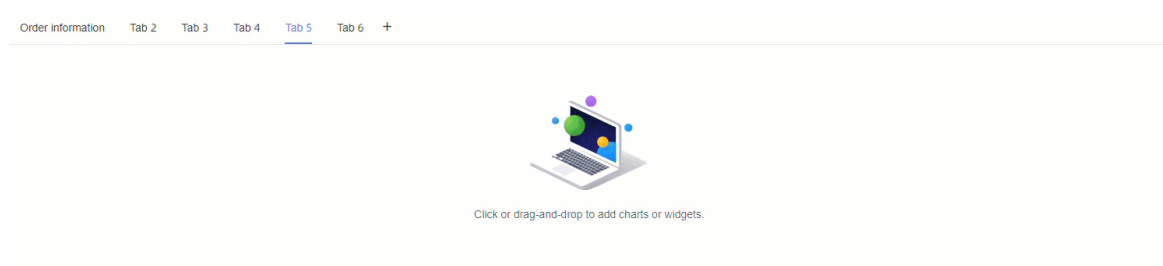 Order information Tab 2 Tab 3 Tab 4 Tab 5 Tab 6 +
Click or drag-and-drop to add charts or widgets.